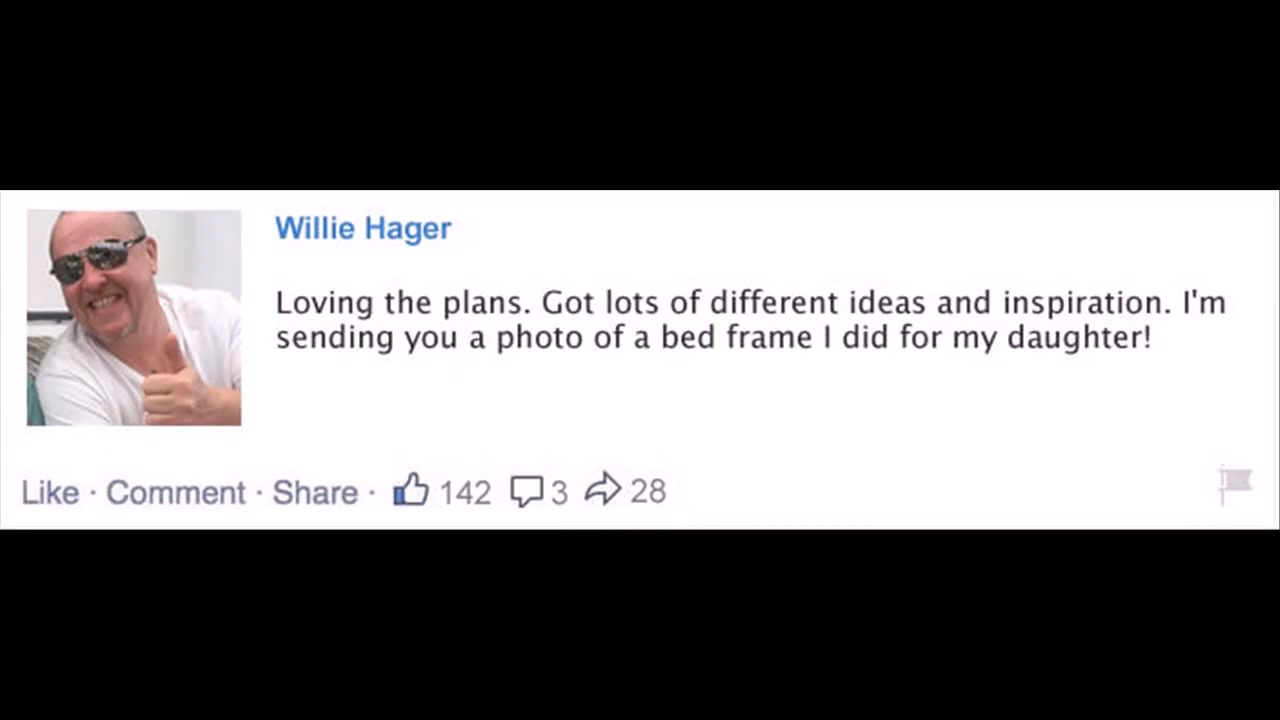 Willie Hager
Loving the plans. Got lots of different ideas and inspiration. I'm
sending you a photo of a bed frame I did for my daughter!
Like · Comment · Share · 142 3 28